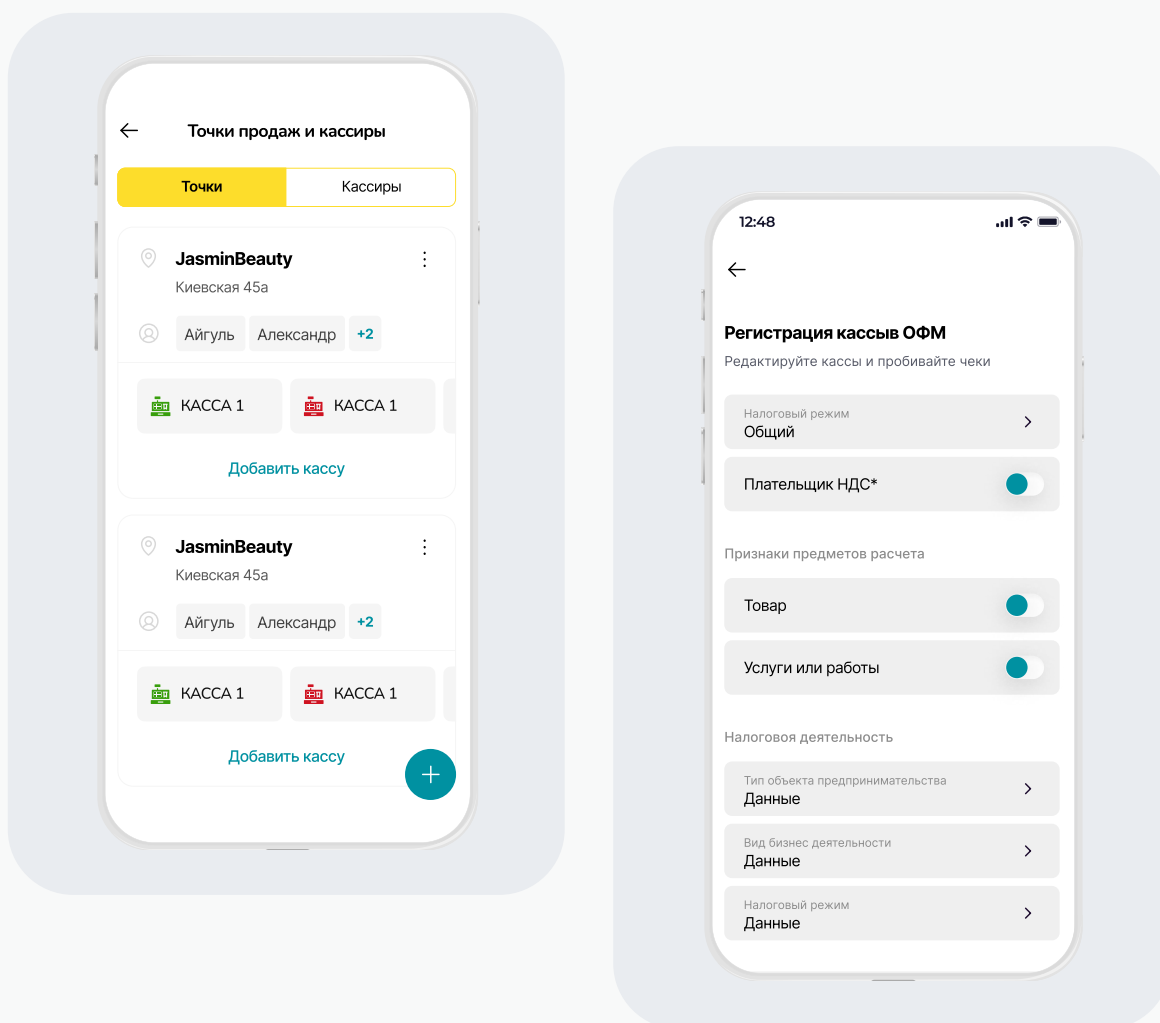 Точки продаж и кассиры
Точки
Кассиры
JasminBeauty
Киевская 45а
Айгуль
Александр
+2
КАССА 1
КАССА 1
Добавить кассу
JasminBeauty
Киевская 45а
Айгуль
Александр
+2
КАССА 1
КАССА 1
Добавить кассу
12:48
Регистрация кассыв ОФМ
Редактируйте кассы и пробивайте чеки
Налоговый режим
Общий
Плательщик НДС*
Признаки предметов расчета
Товар
Услуги или работы
Налоговоя деятельность
Тип объекта предпринимательства
Данные
Вид бизнес деятельности
Данные
Налоговый режим
Данные